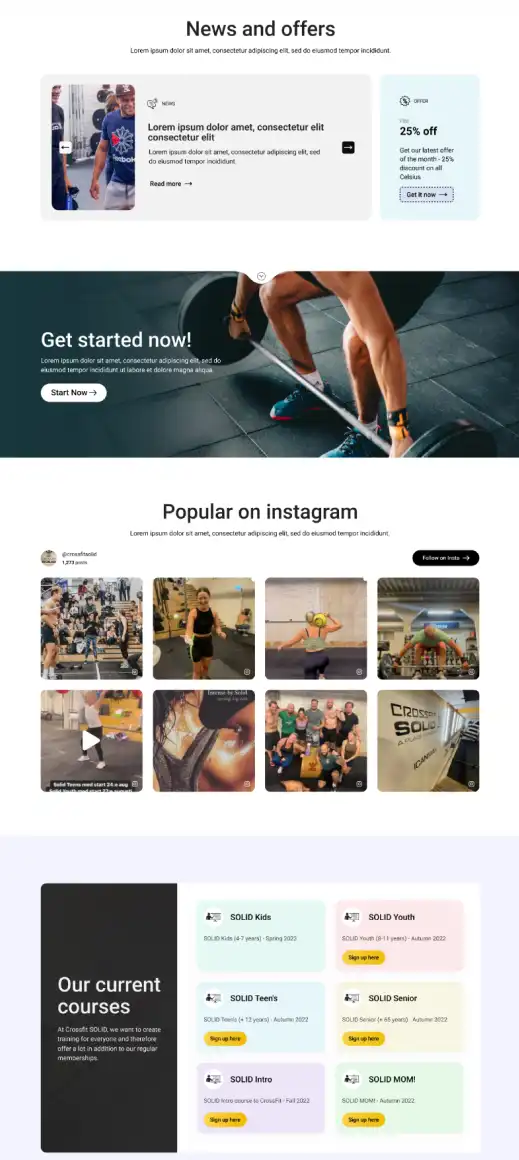 News and offers
Lorem ipsum dolor sit amet, consectetur adipiscing elit, sed do eiusmod tempor incididunt.
NEWS
Lorem ipsum dolor amet, consectetur elit
consectetur elit
Lorem ipsum dolor sit amet, consectetur adipiscing elit, sed
do eiusmod tempor incididunt
Read more →
OFFER
25% off
Get our latest offer
of the month - 25%
discount on all
Celsius
Get it now →
Get started now!
Lorem ipsum dolor sit amet, consectetur adipiscing elit, sed do
eiusmod tempor incididunt ut labore et dolore magna aliqua.
Start Now →
Popular on instagram
Lorem ipsum dolor sit amet, consectetur adipiscing elit, sed do eiusmod tempor incididunt.
@crossfitsolid
1,273 posts
Follow on Insta →
Intense by Solid
Solid Teens med start 24.e aug
CROSSFIT
SOLID
ICANIWILL
Our current
courses
At Crossfit SOLID, we want to create
training for everyone and therefore
offer a lot in addition to our regular
memberships.
SOLID Kids
SOLID Kids (4-7 years) - Spring 2022
SOLID Youth
SOLID Youth (8-11 years) - Autumn 2022
Sign up here
SOLID Teen's
SOLID Teens (+ 12 years) - Autumn 2022
Sign up here
SOLID Senior
SOLID Senior (+ 65 years) - Autumn 2022
Sign up here
SOLID Intro
SOLID Intro course to CrossFit - Fall 2022
Sign up here
SOLID MOM!
SOLID MOM! - Autumn 2022
Sign up here